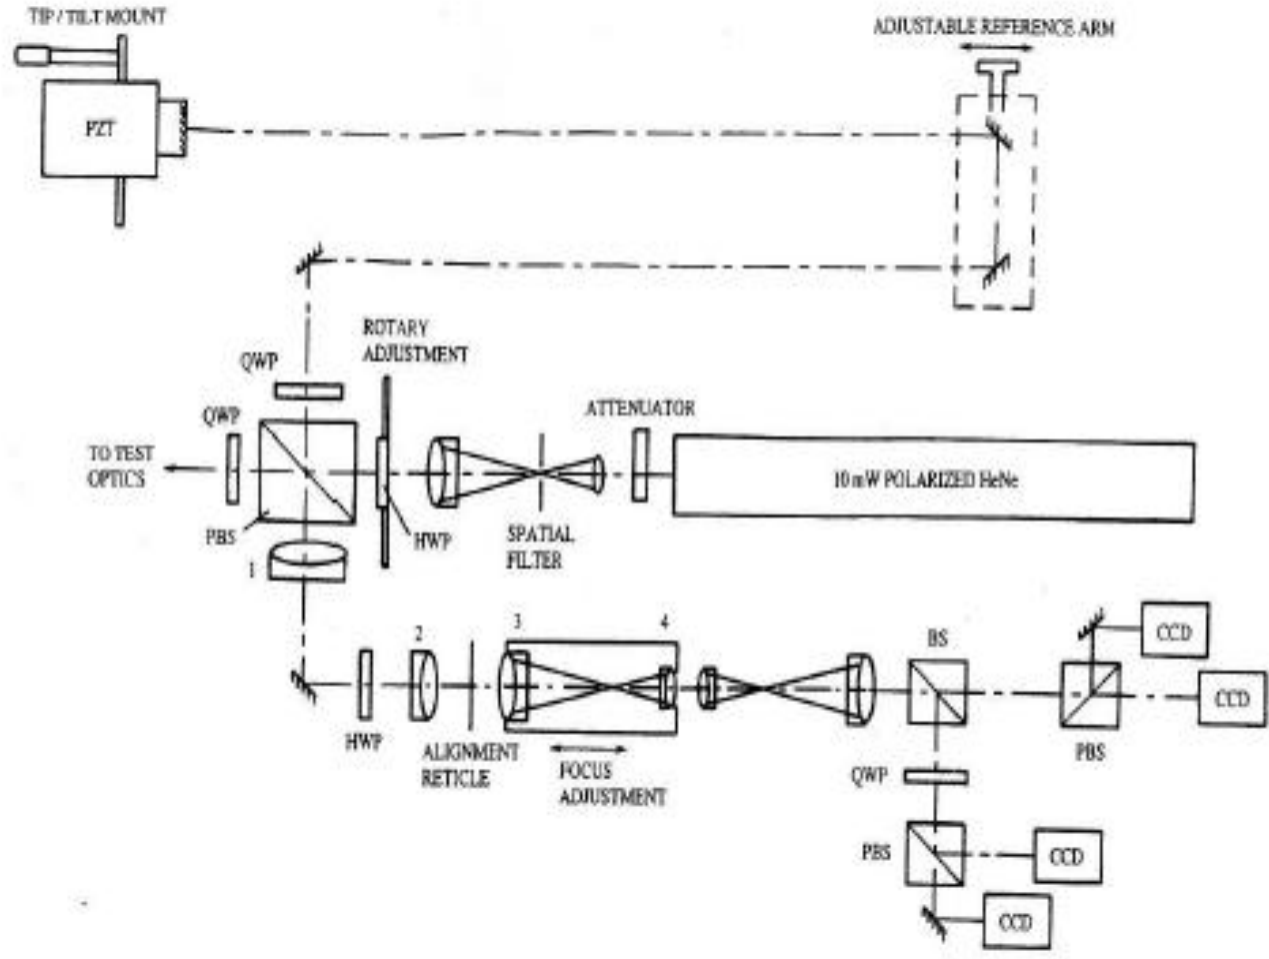 TIP / TILT MOUNT
ADJUSTABLE REFERENCE ARM
PZT
ROTARY
ADJUSTMENT
QWP
QWP
ATTENUATOR
TO TEST
OPTICS
10 mW POLARIZED HeNe
PBS
HWP
SPATIAL
FILTER
1
2
3
4
BS
CCD
CCD
HWP
ALIGNMENT
RETICLE
FOCUS
ADJUSTMENT
QWP
PBS
PBS
CCD
CCD